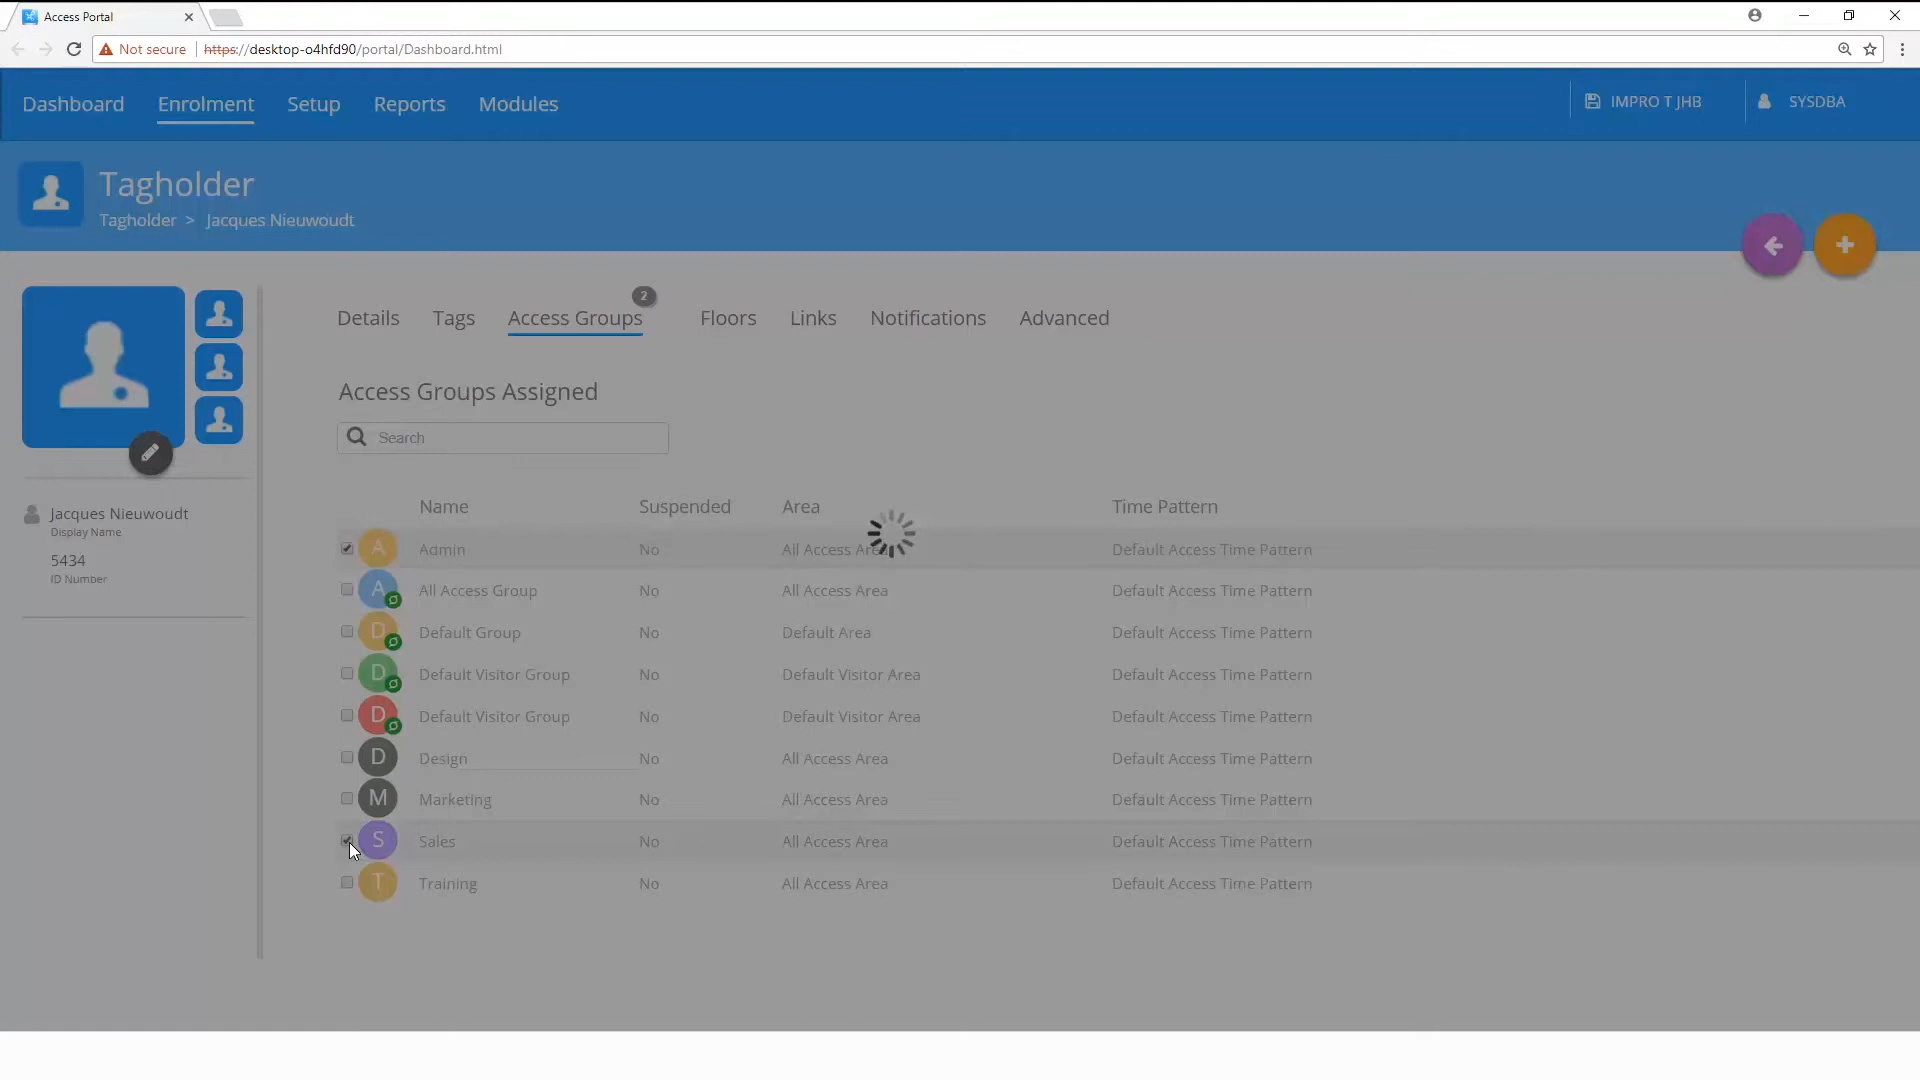 Access Portal
Not secure https://desktop-o4hfd90/portal/Dashboard.html
Dashboard Enrolment Setup Reports Modules IMPRO T JHB SYSDBA
Tagholder
Tagholder > Jacques Nieuwoudt
2
Details Tags Access Groups Floors Links Notifications Advanced
Access Groups Assigned
Search
Jacques Nieuwoudt
Display Name
5434
ID Number
Name Suspended Area Time Pattern
A Admin No All Access Area Default Access Time Pattern
A All Access Group No All Access Area Default Access Time Pattern
D Default Group No Default Area Default Access Time Pattern
D Default Visitor Group No Default Visitor Area Default Access Time Pattern
D Default Visitor Group No Default Visitor Area Default Access Time Pattern
D Design No All Access Area Default Access Time Pattern
M Marketing No All Access Area Default Access Time Pattern
S Sales No All Access Area Default Access Time Pattern
T Training No All Access Area Default Access Time Pattern